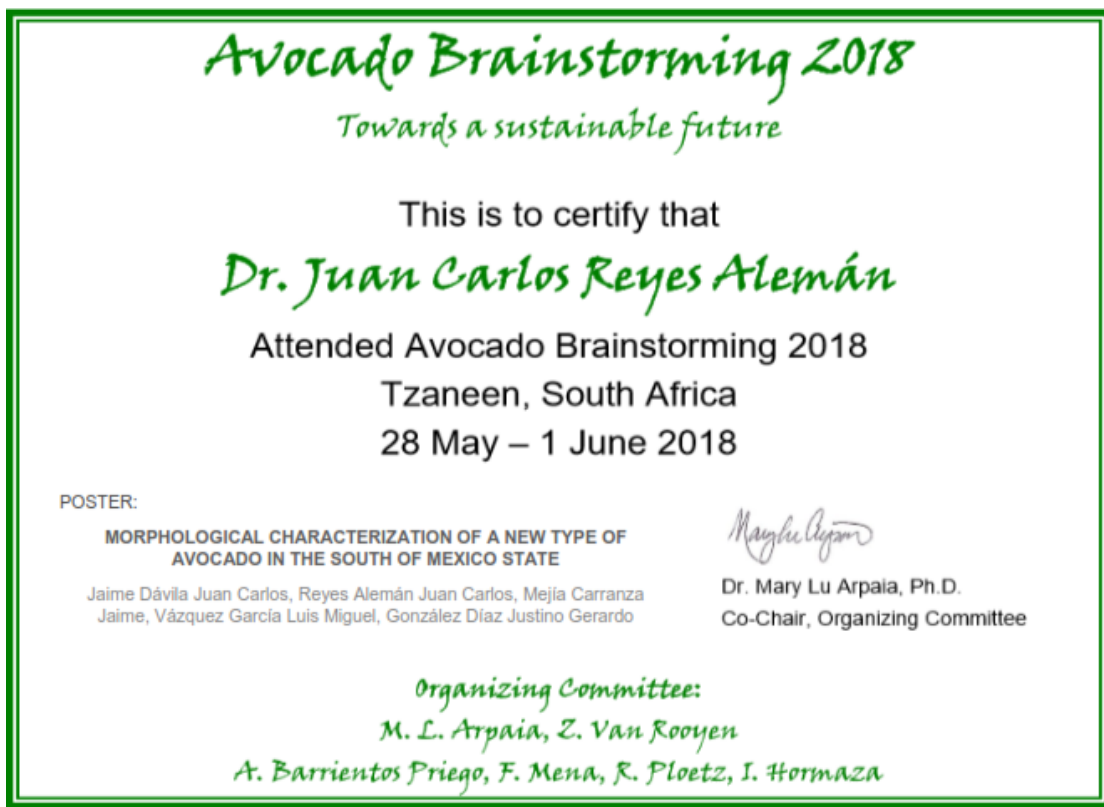 Avocado Brainstorming 2018
Towards a sustainable future
This is to certify that
Dr. Juan Carlos Reyes Alemán
Attended Avocado Brainstorming 2018
Tzaneen, South Africa
28 May – 1 June 2018
POSTER:
MORPHOLOGICAL CHARACTERIZATION OF A NEW TYPE OF
AVOCADO IN THE SOUTH OF MEXICO STATE
Jaime Dávila Juan Carlos, Reyes Alemán Juan Carlos, Mejía Carranza
Jaime, Vázquez García Luis Miguel, González Díaz Justino Gerardo
Dr. Mary Lu Arpaia, Ph.D.
Co-Chair, Organizing Committee
Organizing Committee:
M. L. Arpaia, Z. Van Rooyen
A. Barrientos Priego, F. Mena, R. Ploetz, I. Hormaza